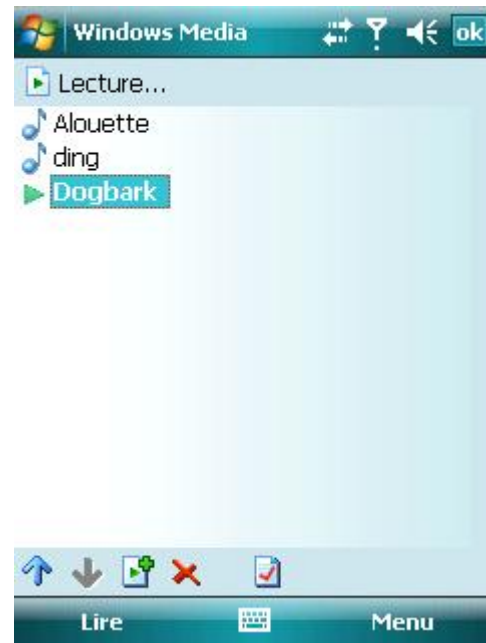 Windows Media ok
Lecture...
Alouette
ding
Dogbark
Lire Menu